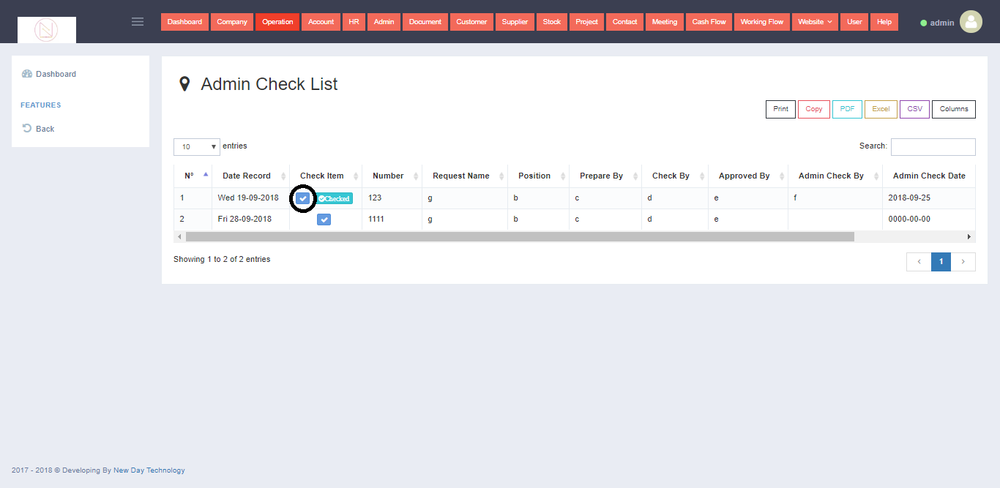 Dashboard Company Operation Account HR Admin Document Customer Supplier Stock Project Contact Meeting Cash Flow Working Flow Website User Help admin
Dashboard
FEATURES
Back
Admin Check List
Print Copy PDF Excel CSV Columns
10 entries Search:
N° Date Record Check Item Number Request Name Position Prepare By Check By Approved By Admin Check By Admin Check Date
1 Wed 19-09-2018 Checked 123 g b c d e f 2018-09-25
2 Fri 28-09-2018 1111 g b c d e 0000-00-00
Showing 1 to 2 of 2 entries
‹ 1 ›
2017 - 2018 © Developing By New Day Technology